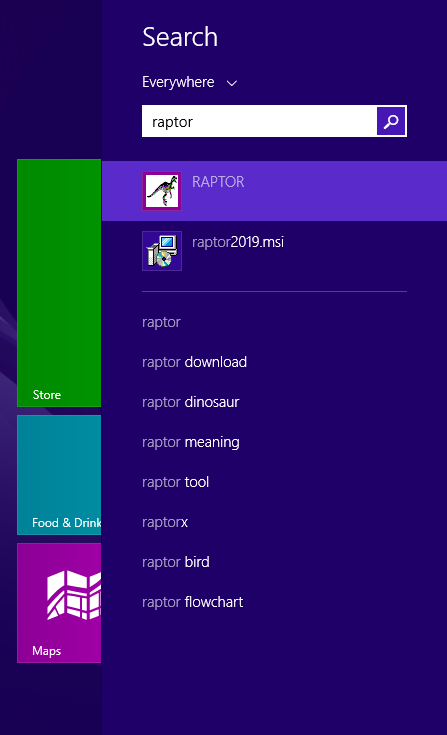 Search
Everywhere
raptor
RAPTOR
raptor2019.msi
raptor
raptor download
raptor dinosaur
raptor meaning
raptor tool
raptorx
raptor bird
raptor flowchart
Store
Food & Drink
Maps